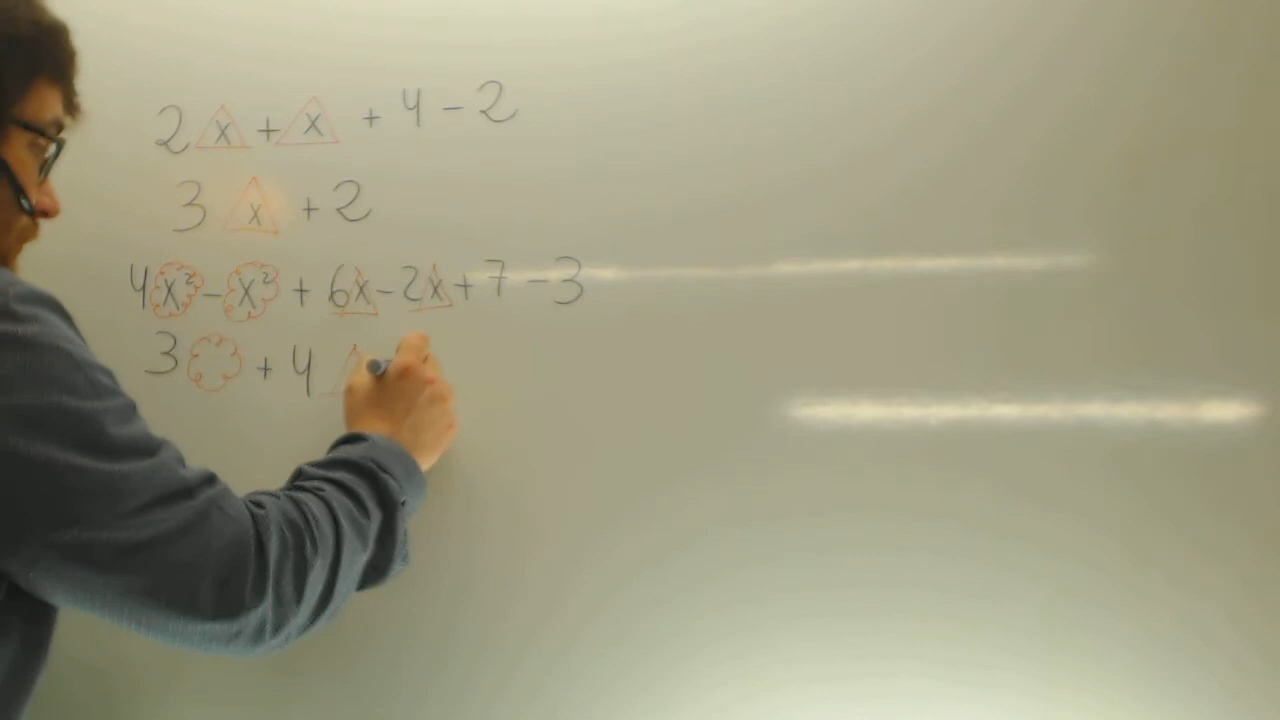 2x + x + 4 - 2
3x + 2
4x² - x² + 6x - 2x + 7 - 3
3 + 4